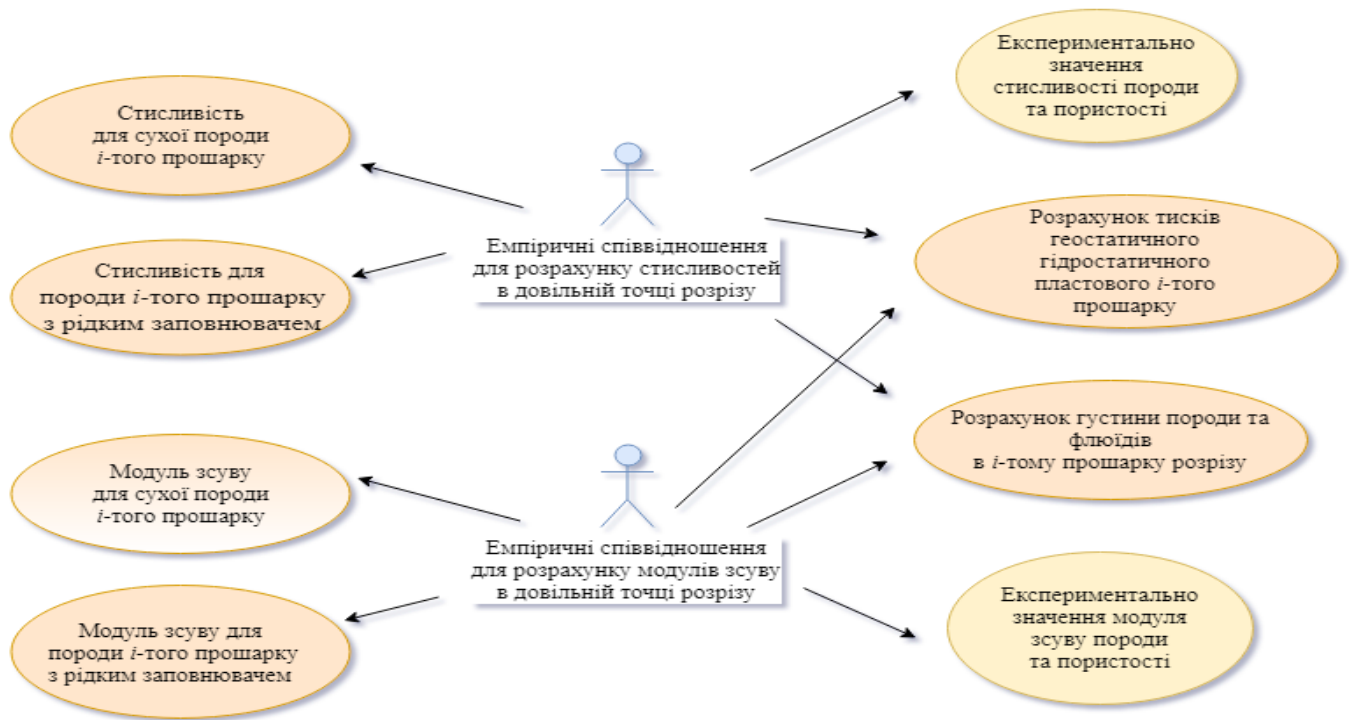 Стисливість
для сухої породи
i-того прошарку
Стисливість для
породи i-того прошарку
з рідким заповнювачем
Модуль зсуву
для сухої породи
i-того прошарку
Модуль зсуву для
породи i-того прошарку
з рідким заповнювачем
Емпіричні співвідношення
для розрахунку стисливостей
в довільній точці розрізу
Емпіричні співвідношення
для розрахунку модулів зсуву
в довільній точці розрізу
Експериментально
значення
стисливості породи
та пористості
Розрахунок тисків
геостатичного
гідростатичного
пластового i-того
прошарку
Розрахунок густини породи та
флюїдів
в i-тому прошарку розрізу
Експериментально
значення модуля
зсуву породи
та пористості